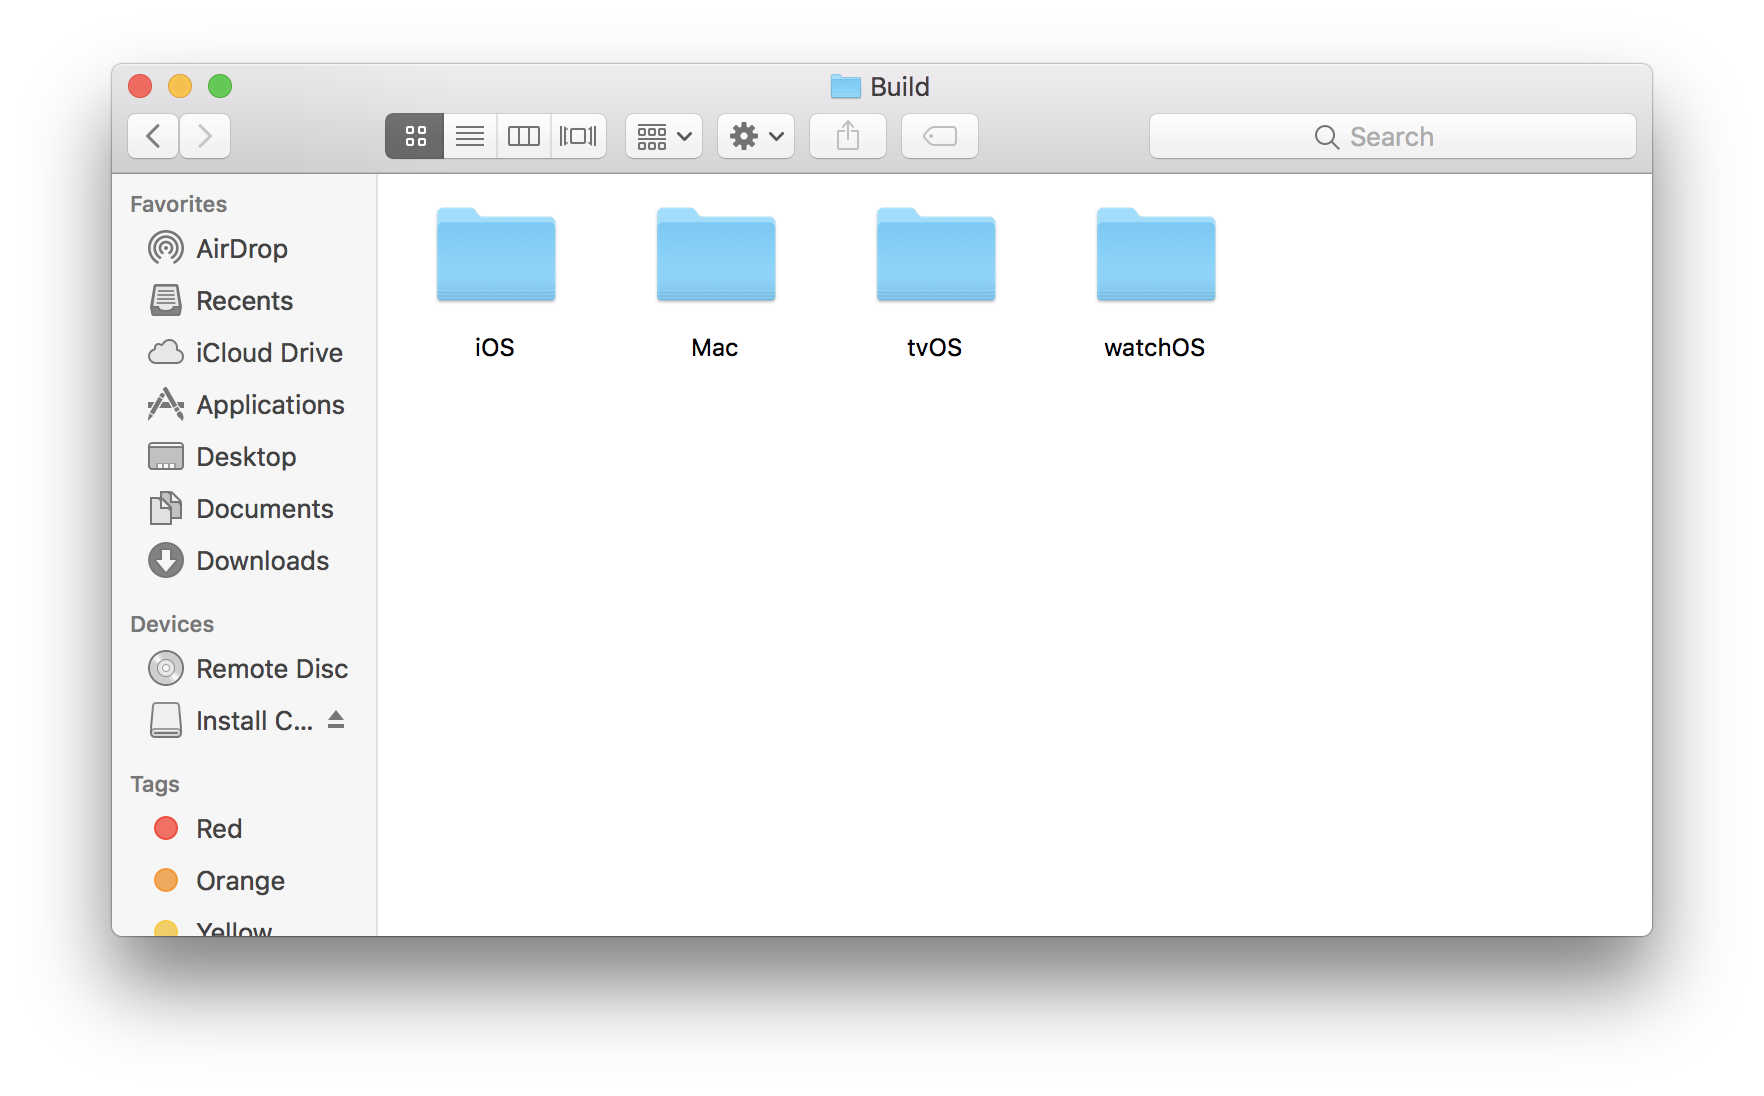 Build
Search
Favorites
AirDrop
Recents
iCloud Drive
Applications
Desktop
Documents
Downloads
Devices
Remote Disc
Install C...
Tags
Red
Orange
Yellow
iOS
Mac
tvOS
watchOS